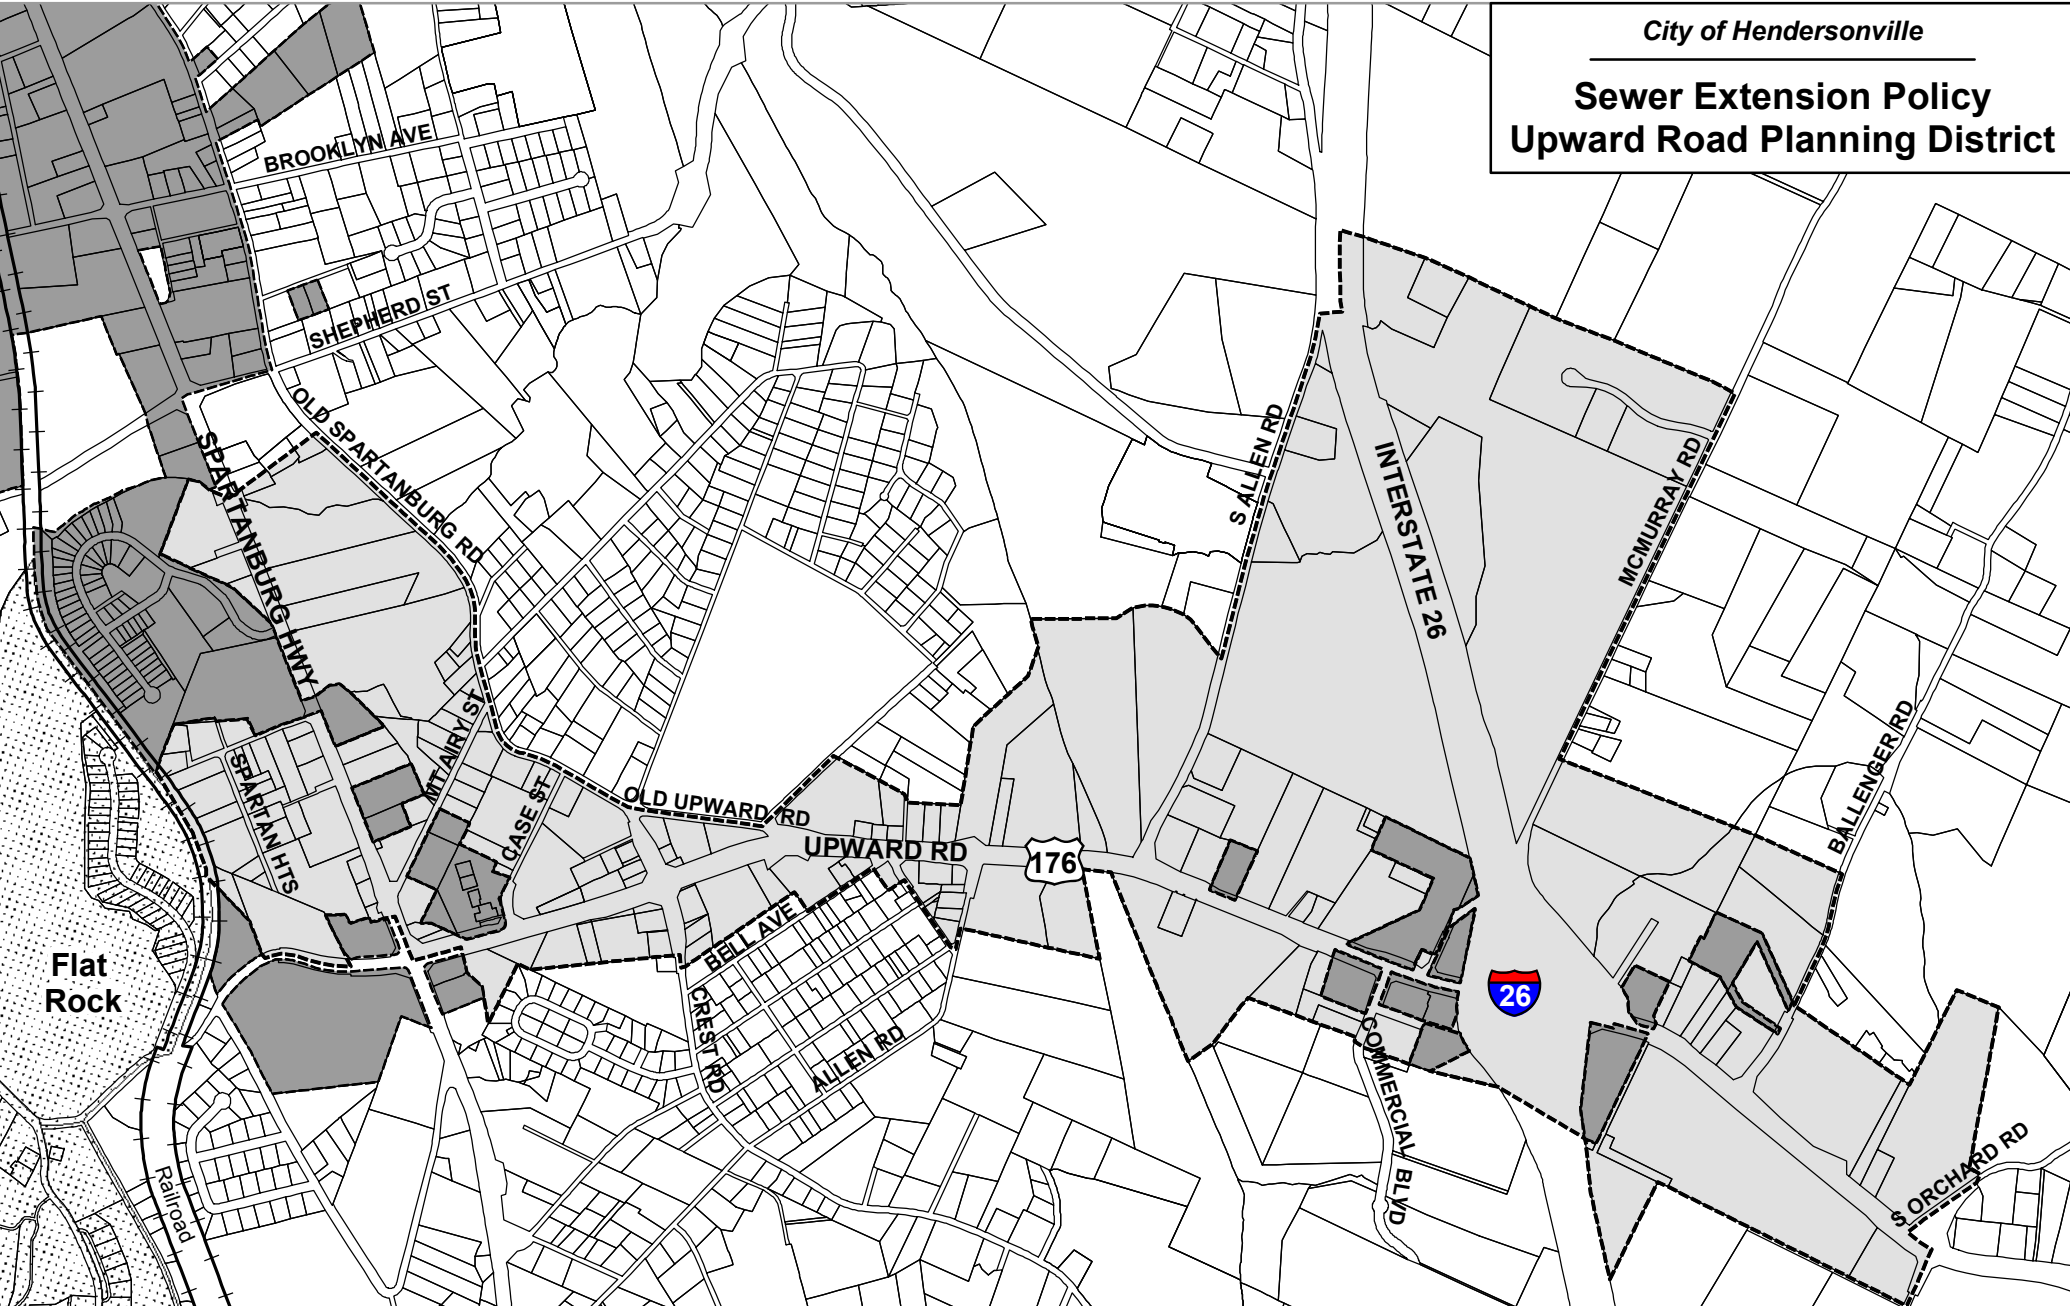 City of Hendersonville
Sewer Extension Policy
Upward Road Planning District
BROOKLYN AVE
SHEPHERD ST
OLD SPARTANBURG RD
SPARTANBURG HWY
S ALLEN RD
INTERSTATE 26
MCMURRAY RD
MT AIRY ST
SPARTAN HTS
CASE ST
OLD UPWARD RD
UPWARD RD
176
BALLENGER RD
BELL AVE
Flat
Rock
26
CREST RD
ALLEN RD
COMMERCIAL BLVD
S ORCHARD RD
Railroad